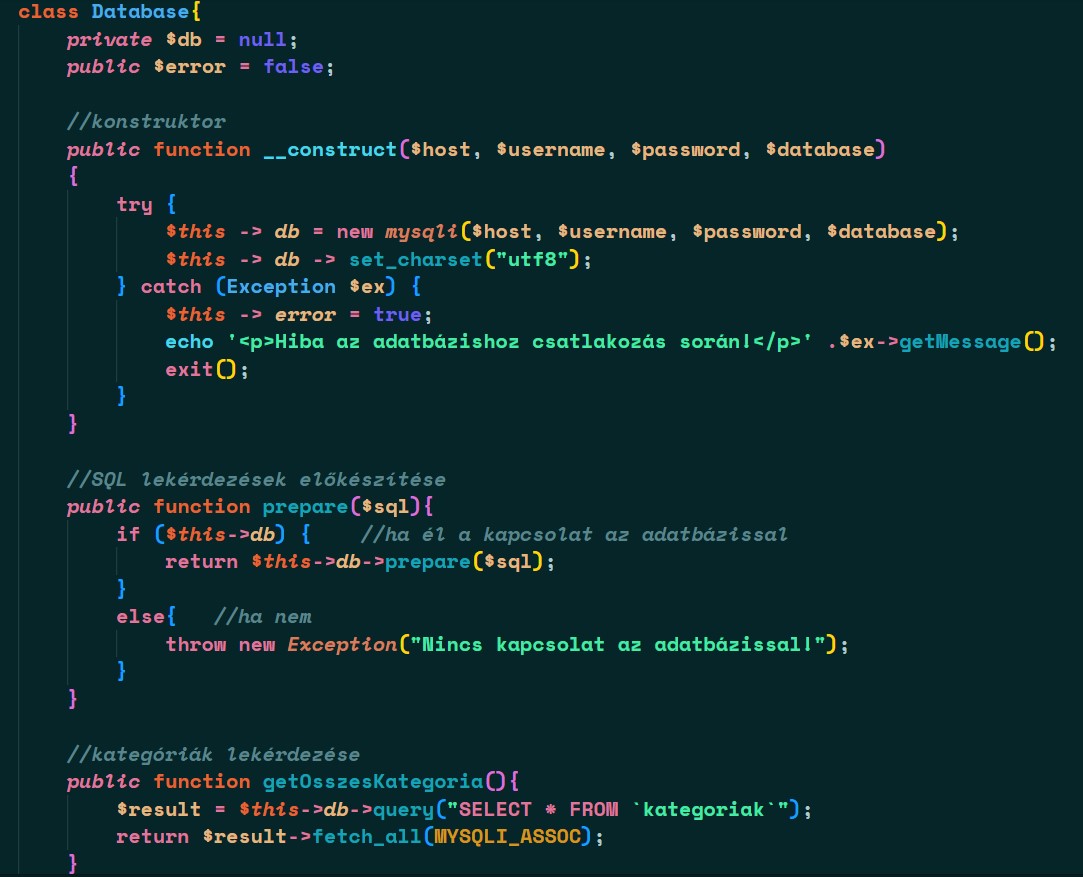 class Database{
private $db = null;
public $error = false;
//konstruktor
public function __construct($host, $username, $password, $database)
{
try {
$this -> db = new mysqli($host, $username, $password, $database);
$this -> db -> set_charset("utf8");
} catch (Exception $ex) {
$this -> error = true;
echo '<p>Hiba az adatbázishoz csatlakozás során!</p>' .$ex->getMessage();
exit();
}
}
//SQL lekérdezések előkészítése
public function prepare($sql){
if ($this->db) { //ha él a kapcsolat az adatbázissal
return $this->db->prepare($sql);
}
else{ //ha nem
throw new Exception("Nincs kapcsolat az adatbázissal!");
}
}
//kategóriák lekérdezése
public function getOsszesKategoria(){
$result = $this->db->query("SELECT * FROM `kategoriak`");
return $result->fetch_all(MYSQLI_ASSOC);
}